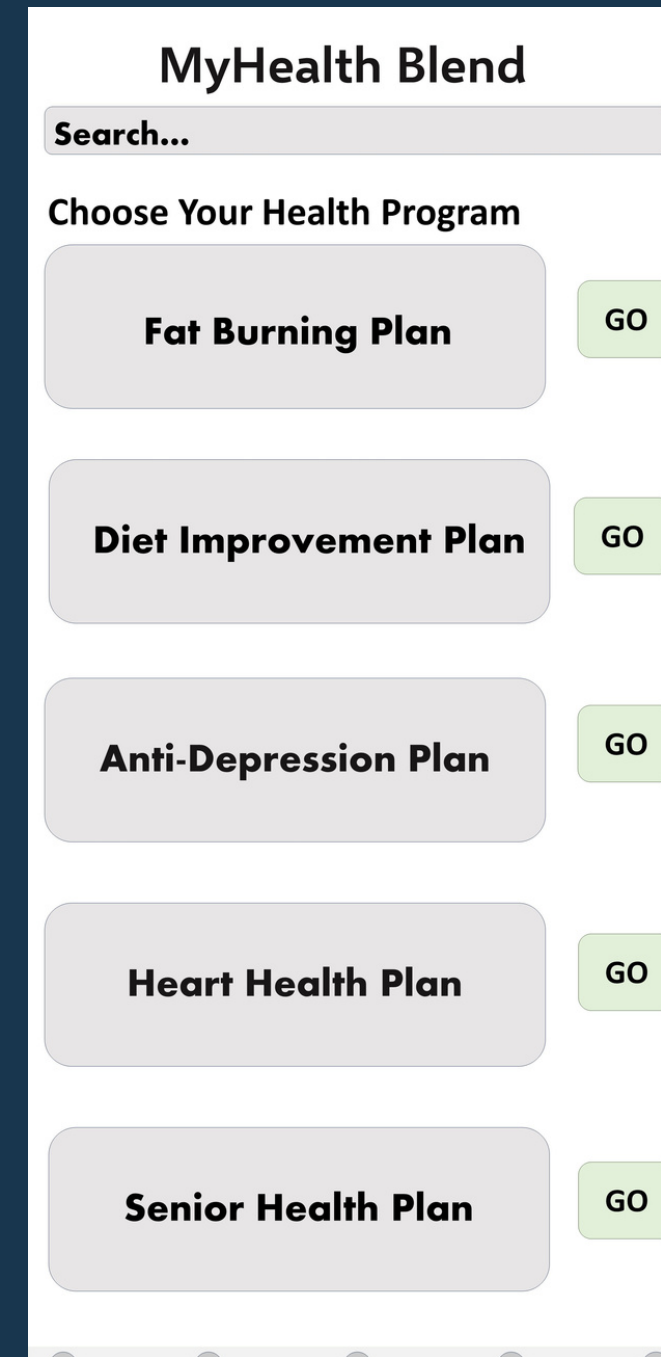 MyHealth Blend
Search...
Choose Your Health Program
Fat Burning Plan
GO
Diet Improvement Plan
GO
Anti-Depression Plan
GO
Heart Health Plan
GO
Senior Health Plan
GO